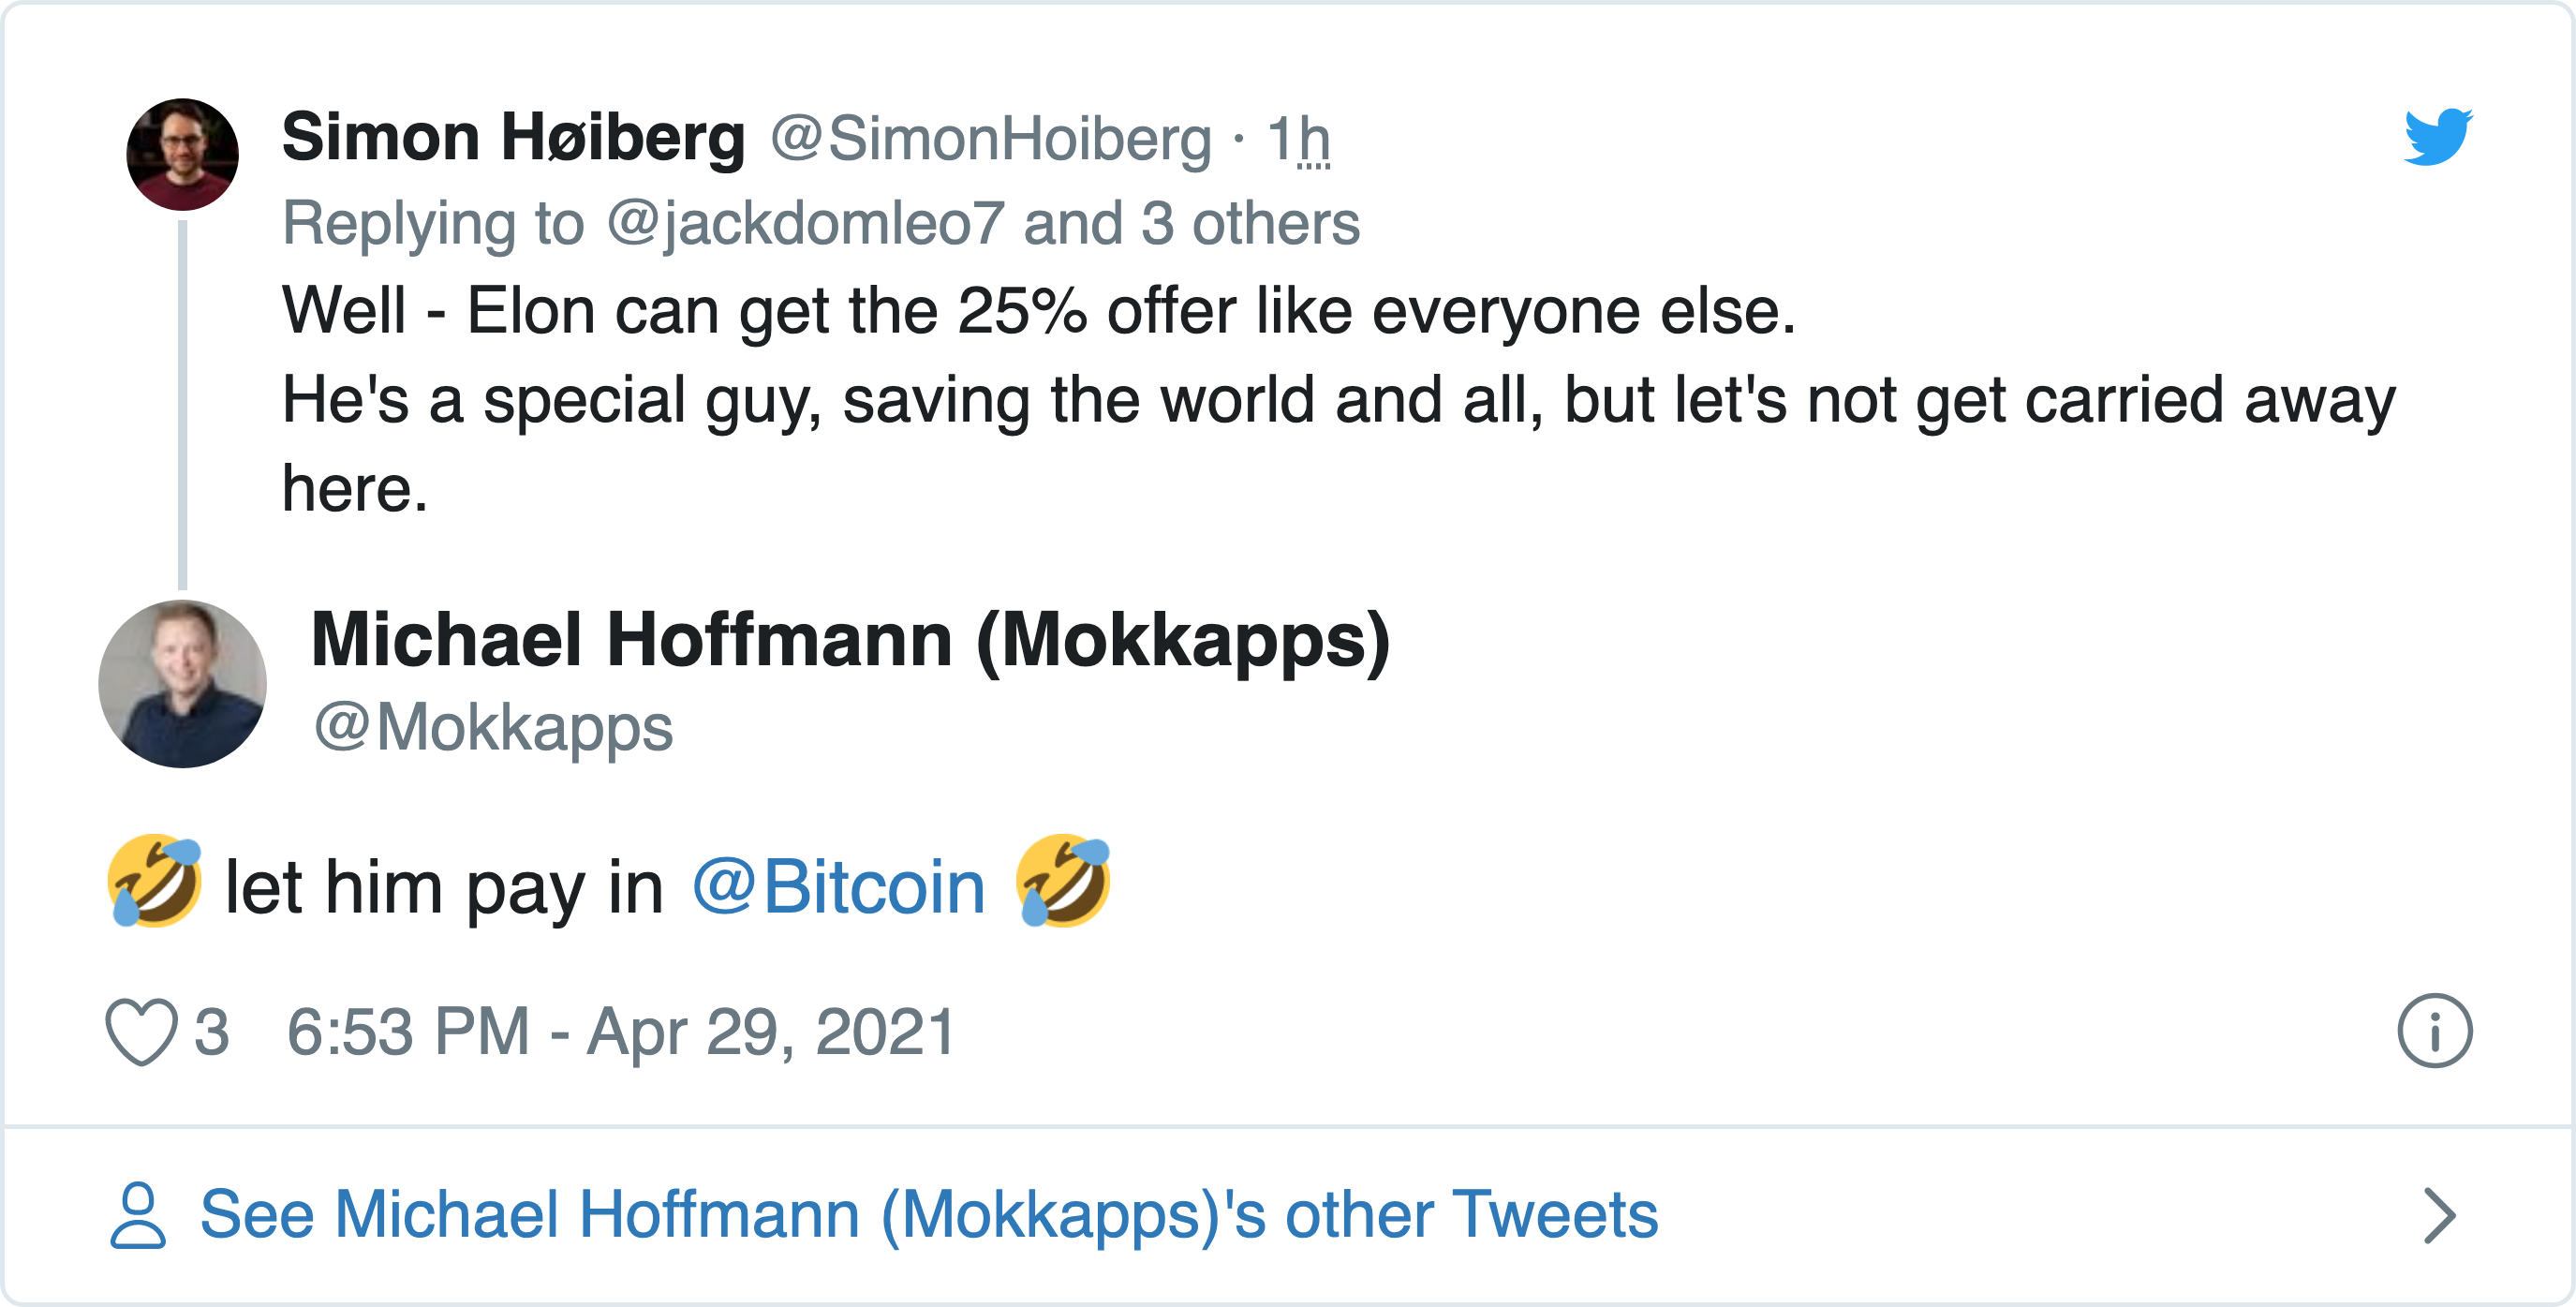 Simon Høiberg @SimonHoiberg · 1h
Replying to @jackdomleo7 and 3 others
Well - Elon can get the 25% offer like everyone else.
He's a special guy, saving the world and all, but let's not get carried away
here.
Michael Hoffmann (Mokkapps)
@Mokkapps
🤣 let him pay in @Bitcoin 🤣
3 6:53 PM - Apr 29, 2021
See Michael Hoffmann (Mokkapps)'s other Tweets